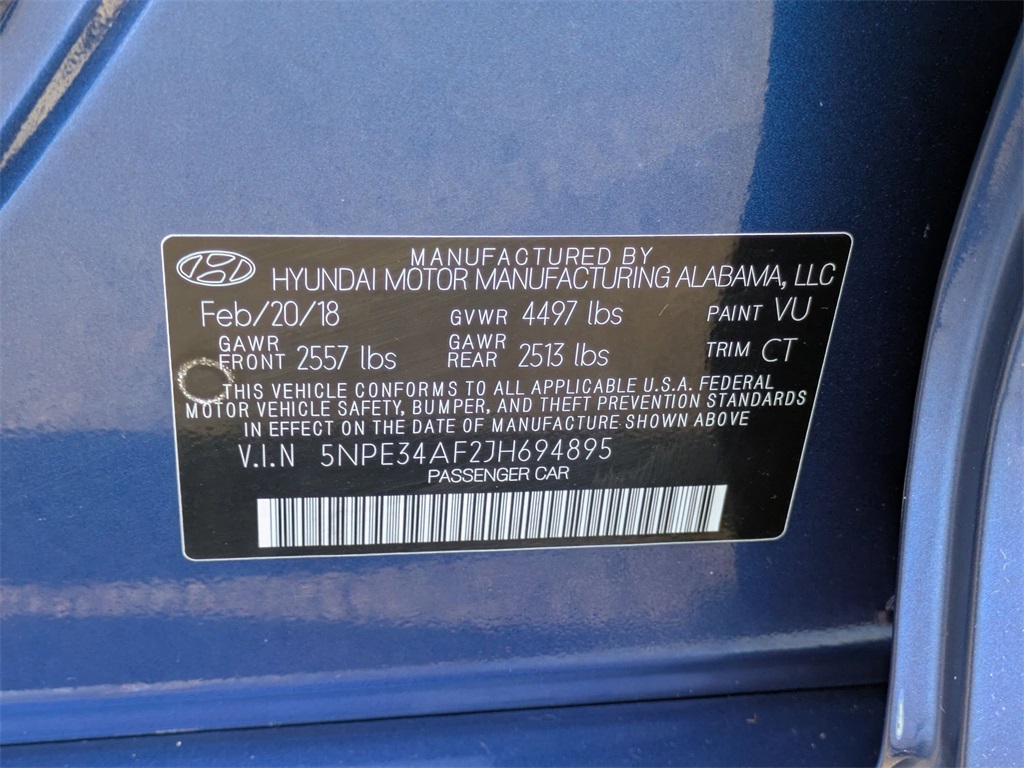 MANUFACTURED BY
HYUNDAI MOTOR MANUFACTURING ALABAMA, LLC
Feb/20/18 GVWR 4497 lbs PAINT VU
GAWR FRONT 2557 lbs GAWR REAR 2513 lbs TRIM CT
THIS VEHICLE CONFORMS TO ALL APPLICABLE U.S.A. FEDERAL
MOTOR VEHICLE SAFETY, BUMPER, AND THEFT PREVENTION STANDARDS
IN EFFECT ON THE DATE OF MANUFACTURE SHOWN ABOVE
V.I.N 5NPE34AF2JH694895
PASSENGER CAR